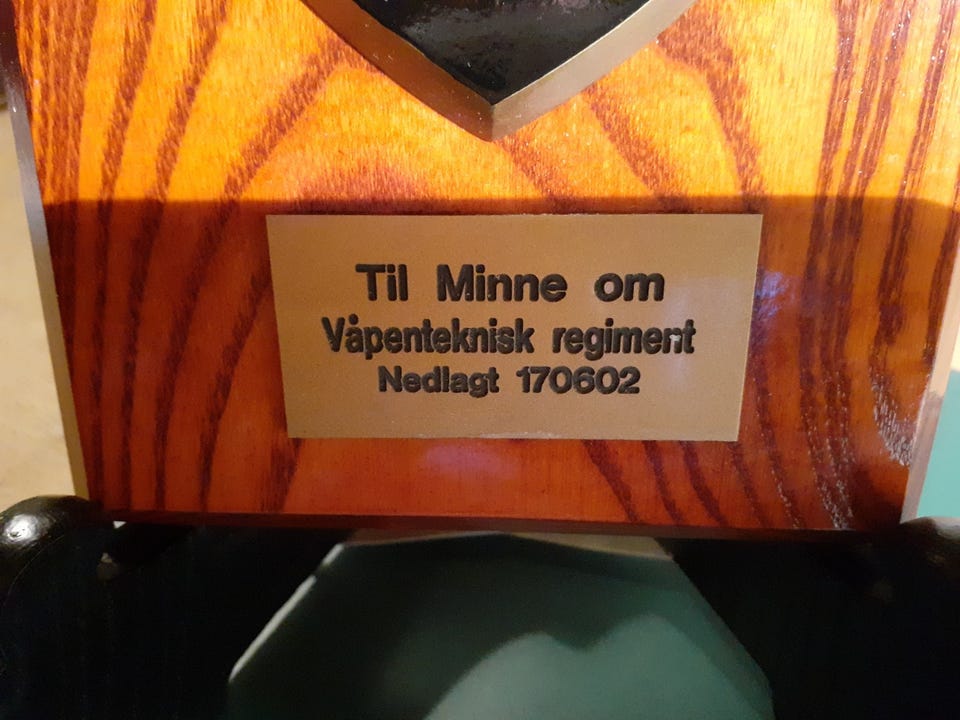 Til Minne om
Våpenteknisk regiment
Nedlagt 170602